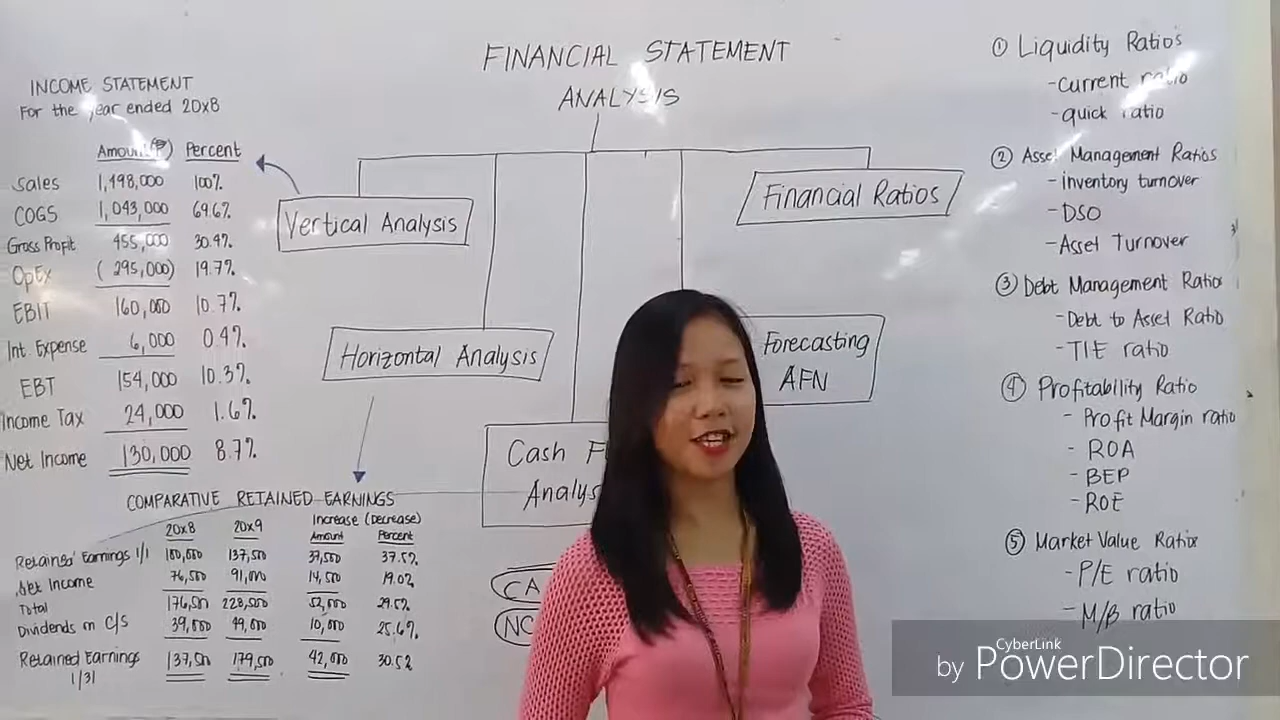 FINANCIAL STATEMENT
ANALYSIS
INCOME STATEMENT
For the year ended 20x8
Amount (₱) Percent
Sales 1,498,000 100%
COGS 1,043,000 69.6%
Gross Profit 455,000 30.4%
OpEx (295,000) 19.7%
EBIT 160,000 10.7%
Int. Expense 6,000 0.4%
EBT 154,000 10.3%
Income Tax 24,000 1.6%
Net Income 130,000 8.7%
Vertical Analysis
Horizontal Analysis
Cash F
Analys
CA
NC
Forecasting
AFN
Financial Ratios
COMPARATIVE RETAINED EARNINGS
20x8 20x9 Increase (Decrease)
Amount Percent
Retained Earnings 1/1 100,000 137,500 37,500 37.5%
Net Income 76,500 91,000 14,500 19.0%
Total 176,500 228,500 52,000 29.5%
Dividends on C/S 39,000 49,000 10,000 25.6%
Retained Earnings 137,500 179,500 42,000 30.5%
1/31
① Liquidity Ratios
- current ratio
- quick ratio
② Asset Management Ratios
- inventory turnover
- DSO
- Asset Turnover
③ Debt Management Ratios
- Debt to Asset Ratio
- TIE ratio
④ Profitability Ratio
- Profit Margin ratio
- ROA
- BEP
- ROE
⑤ Market Value Ratios
- P/E ratio
- M/B ratio
by CyberLink PowerDirector